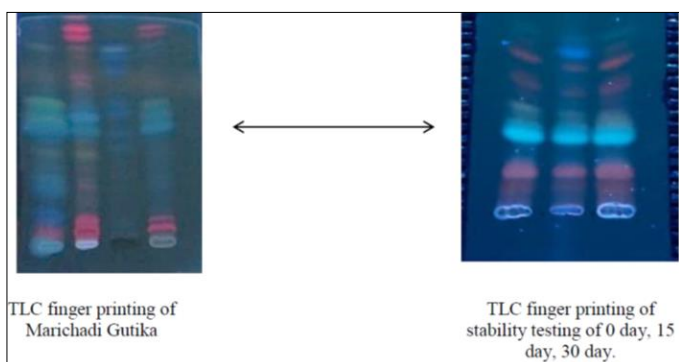 TLC finger printing of
Marichadi Gutika
TLC finger printing of
stability testing of 0 day, 15
day, 30 day.